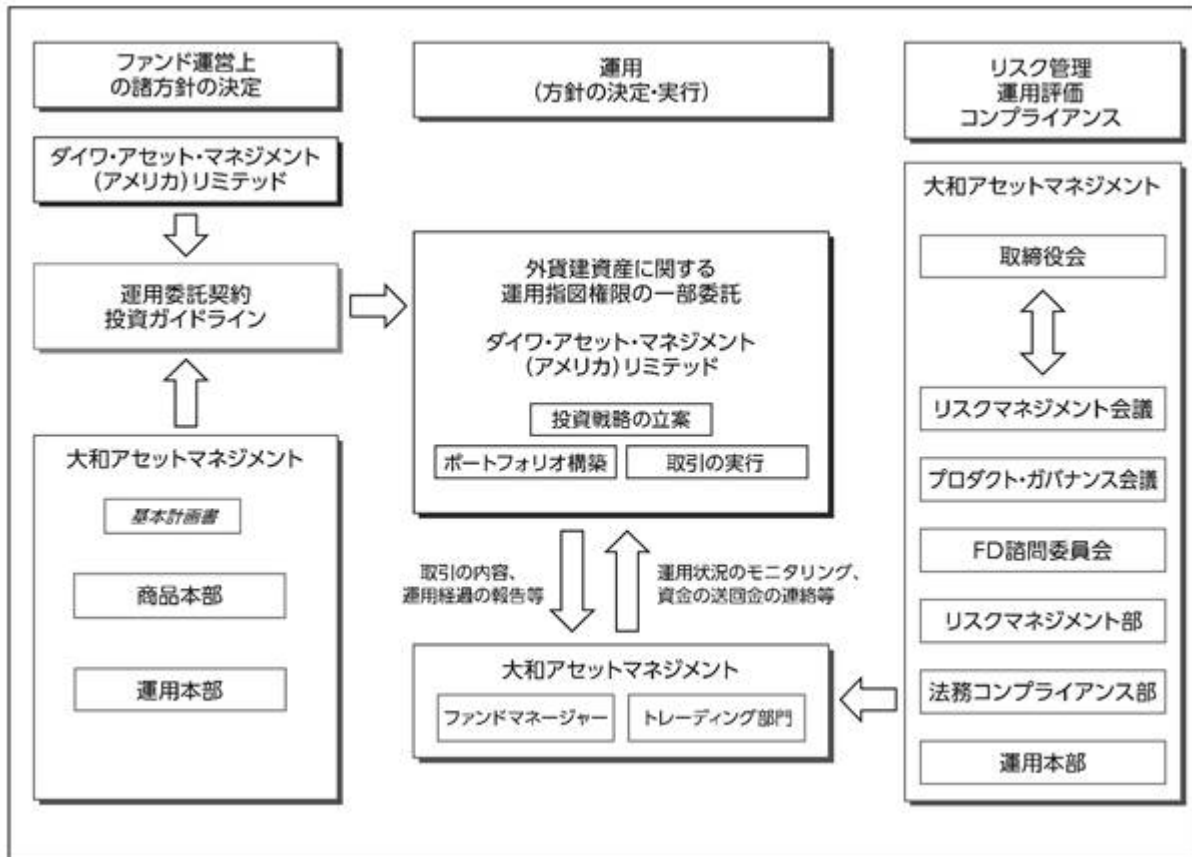 ファンド運営上
の諸方針の決定
ダイワ・アセット・マネジメント
(アメリカ)リミテッド
運用委託契約
投資ガイドライン
大和アセットマネジメント
基本計画書
商品本部
運用本部
運用
(方針の決定・実行)
外貨建資産に関する
運用指図権限の一部委託
ダイワ・アセット・マネジメント
(アメリカ)リミテッド
投資戦略の立案
ポートフォリオ構築
取引の実行
取引の内容、
運用経過の報告等
運用状況のモニタリング、
資金の送回金の連絡等
大和アセットマネジメント
ファンドマネージャー
トレーディング部門
リスク管理
運用評価
コンプライアンス
大和アセットマネジメント
取締役会
リスクマネジメント会議
プロダクト・ガバナンス会議
FD諮問委員会
リスクマネジメント部
法務コンプライアンス部
運用本部